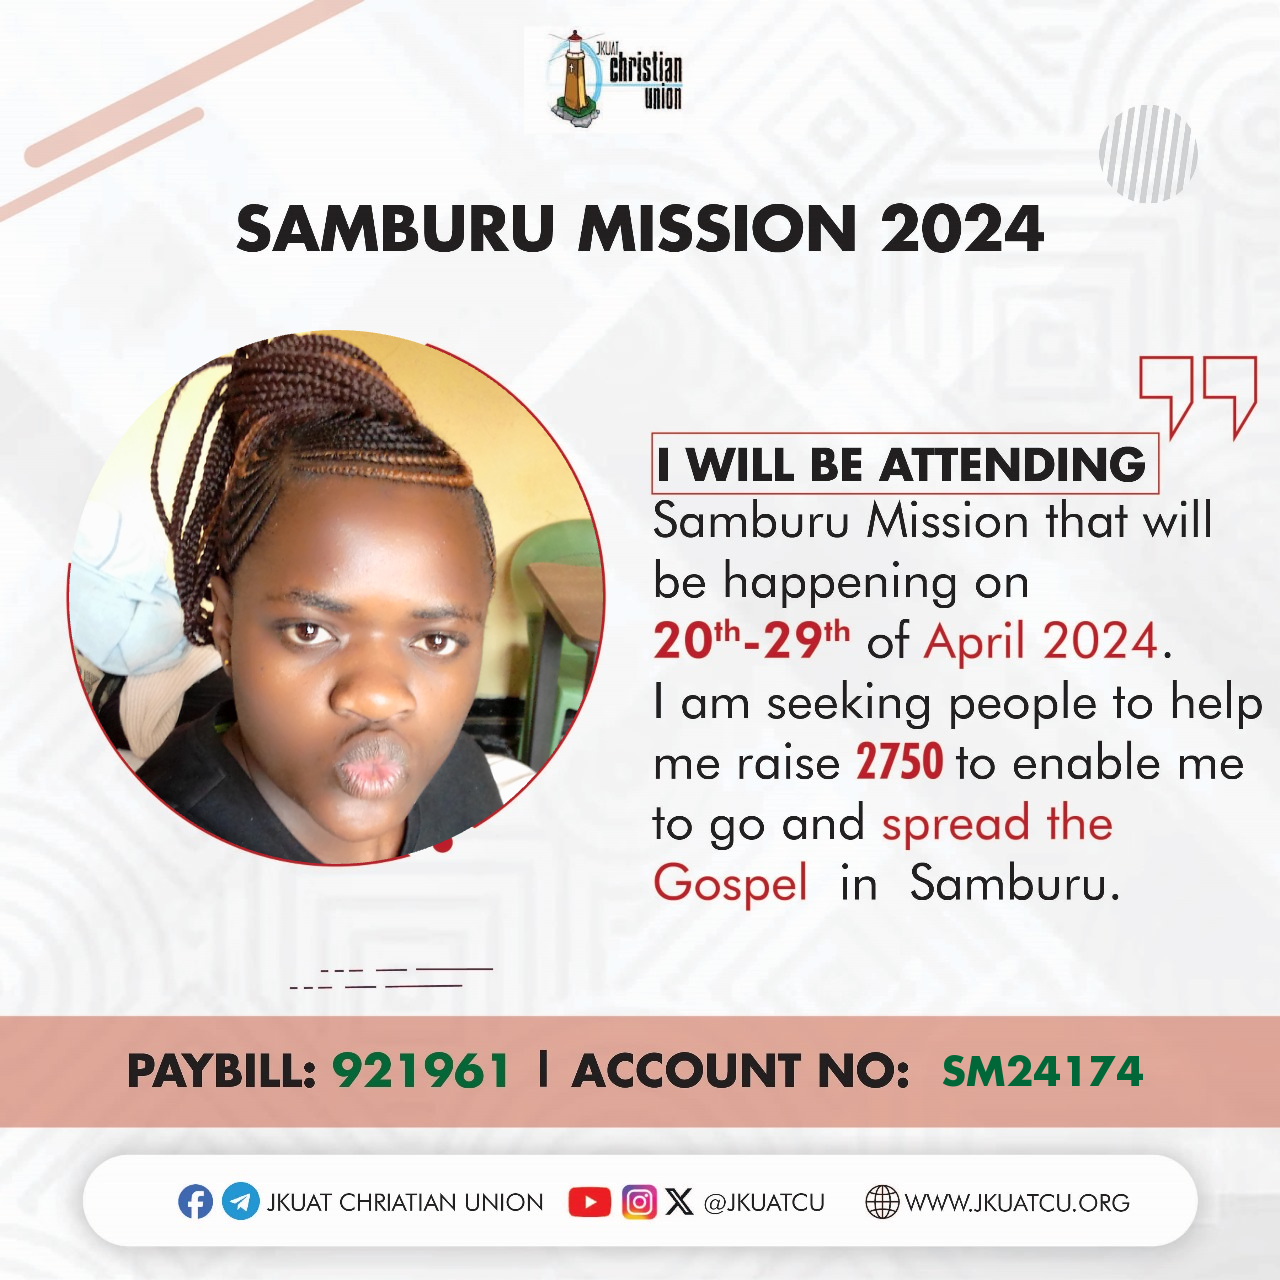 JKUAT
christian
union
SAMBURU MISSION 2024
I WILL BE ATTENDING
Samburu Mission that will
be happening on
20th-29th of April 2024.
I am seeking people to help
me raise 2750 to enable me
to go and spread the
Gospel in Samburu.
PAYBILL: 921961 | ACCOUNT NO: SM24174
JKUAT CHRIATIAN UNION @JKUATCU WWW.JKUATCU.ORG